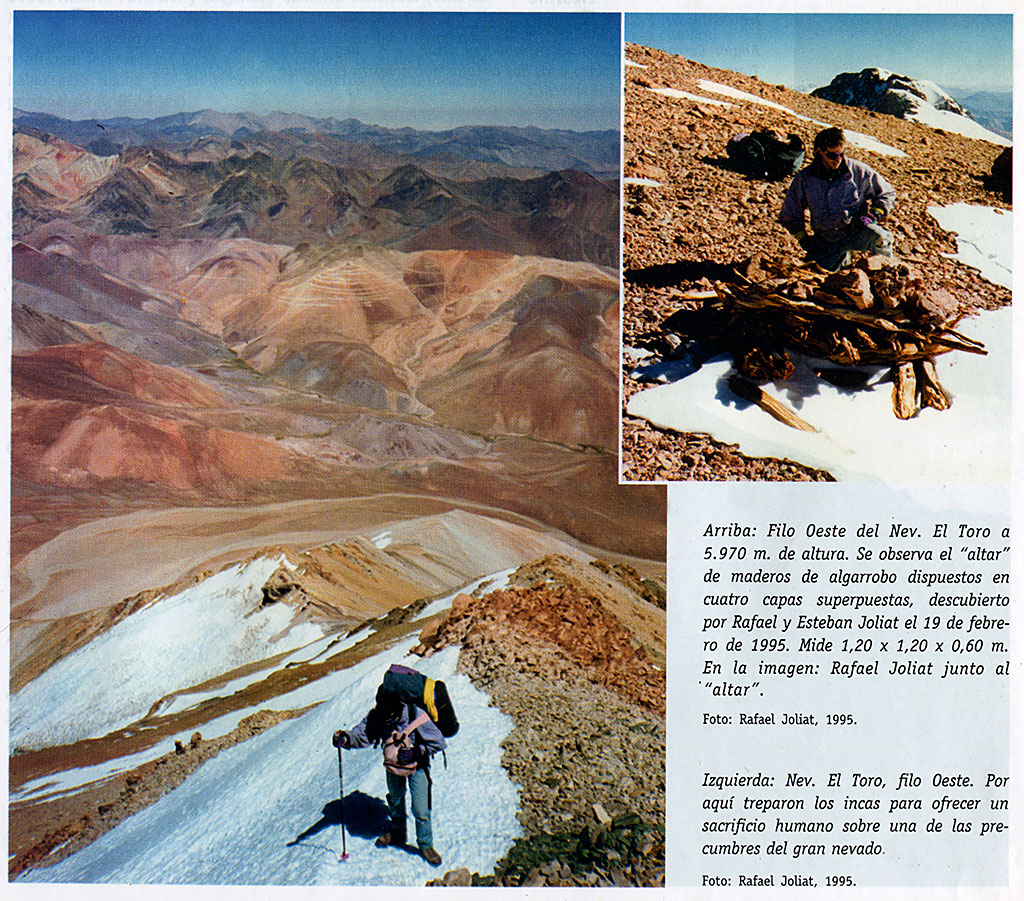 Arriba: Filo Oeste del Nev. El Toro a
5.970 m. de altura. Se observa el "altar"
de maderos de algarrobo dispuestos en
cuatro capas superpuestas, descubierto
por Rafael y Esteban Joliat el 19 de febre-
ro de 1995. Mide 1,20 x 1,20 x 0,60 m.
En la imagen: Rafael Joliat junto al
"altar".
Foto: Rafael Joliat, 1995.
Izquierda: Nev. El Toro, filo Oeste. Por
aquí treparon los incas para ofrecer un
sacrificio humano sobre una de las pre-
cumbres del gran nevado.
Foto: Rafael Joliat, 1995.